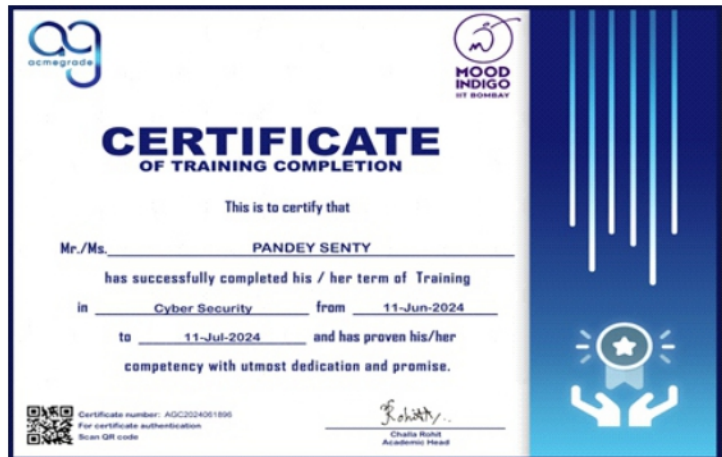 ag
acmegrade
MOOD
INDIGO
IIT BOMBAY
CERTIFICATE
OF TRAINING COMPLETION
This is to certify that
Mr./Ms. PANDEY SENTY
has successfully completed his / her term of Training
in Cyber Security from 11-Jun-2024
to 11-Jul-2024 and has proven his/her
competency with utmost dedication and promise.
Certificate number: AGC2024061896
For certificate authentication
Scan QR code
Rohith
Challa Rohit
Academic Head